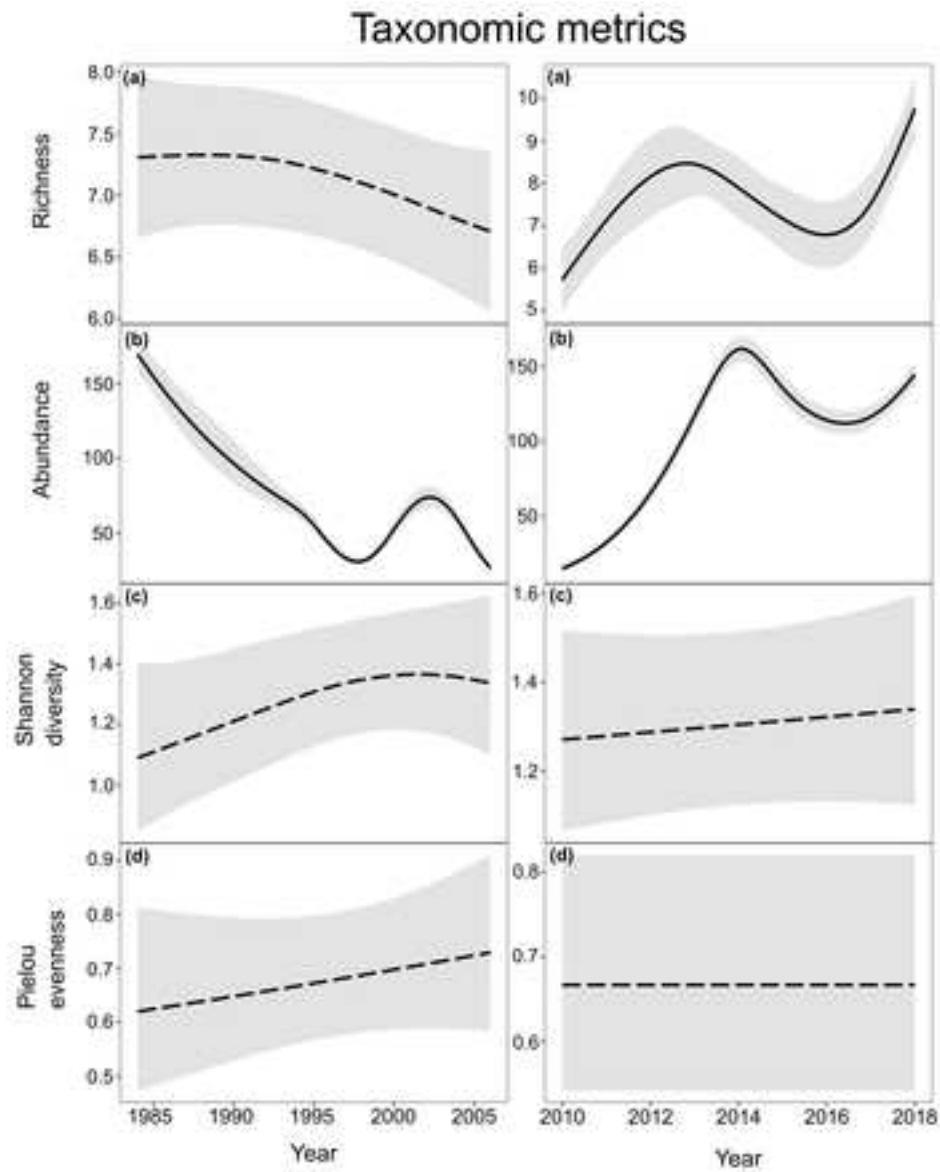 Taxonomic metrics
Richness
(a)
8.0
7.5
7.0
6.5
6.0
(a)
10
9
8
7
6
5
Abundance
(b)
150
100
50
(b)
150
100
50
Shannon
diversity
(c)
1.6
1.4
1.2
1.0
(c)
1.6
1.4
1.2
Pielou
evenness
(d)
0.9
0.8
0.7
0.6
0.5
(d)
0.8
0.7
0.6
1985 1990 1995 2000 2005
2010 2012 2014 2016 2018
Year
Year